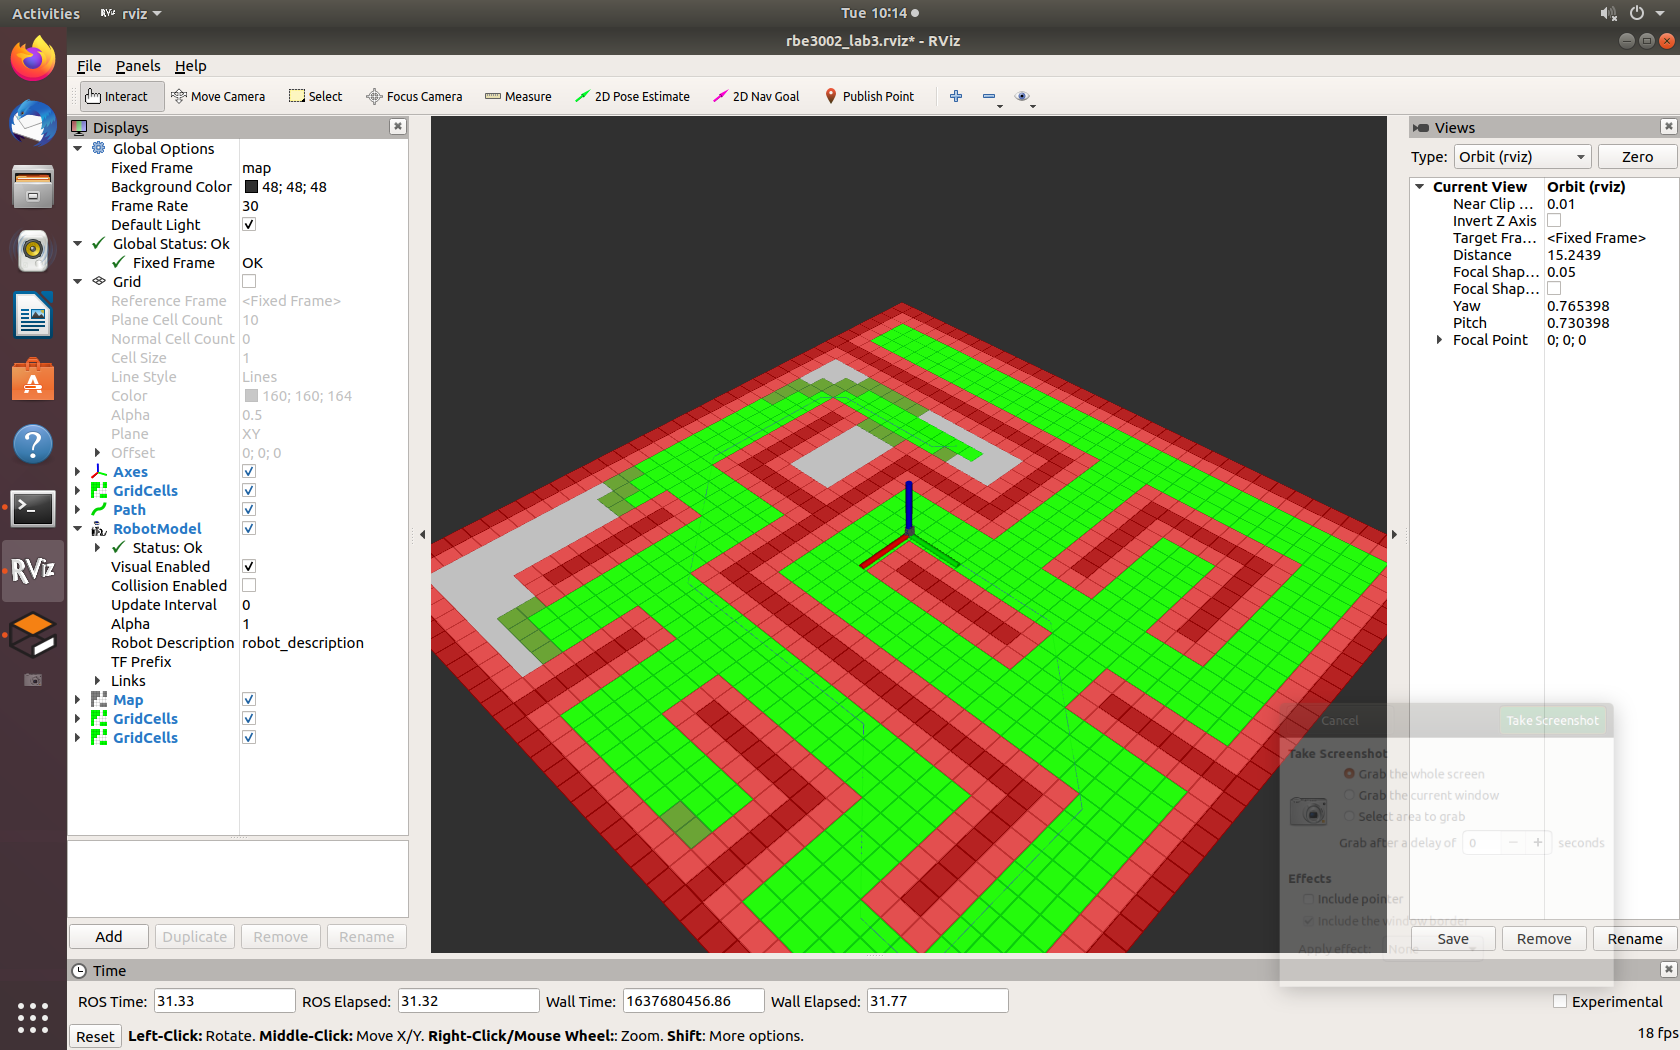 Activities
RViz rviz
Tue 10:14
rbe3002_lab3.rviz* - RViz
File Panels Help
Interact Move Camera Select Focus Camera Measure 2D Pose Estimate 2D Nav Goal Publish Point
Displays
Global Options
Fixed Frame map
Background Color 48; 48; 48
Frame Rate 30
Default Light
Global Status: Ok
Fixed Frame OK
Grid
Reference Frame <Fixed Frame>
Plane Cell Count 10
Normal Cell Count 0
Cell Size 1
Line Style Lines
Color 160; 160; 164
Alpha 0.5
Plane XY
Offset 0; 0; 0
Axes
GridCells
Path
RobotModel
Status: Ok
Visual Enabled
Collision Enabled
Update Interval 0
Alpha 1
Robot Description robot_description
TF Prefix
Links
Map
GridCells
GridCells
Add Duplicate Remove Rename
Views
Type: Orbit (rviz) Zero
Current View Orbit (rviz)
Near Clip ... 0.01
Invert Z Axis
Target Fra... <Fixed Frame>
Distance 15.2439
Focal Shap... 0.05
Focal Shap...
Yaw 0.765398
Pitch 0.730398
Focal Point 0; 0; 0
Cancel Take Screenshot
Take Screenshot
Grab the whole screen
Grab the current window
Select area to grab
Grab after a delay of 0 − + seconds
Effects
Include pointer
Include the window border
Apply effect: None
Save Remove Rename
Time
ROS Time: 31.33 ROS Elapsed: 31.32 Wall Time: 1637680456.86 Wall Elapsed: 31.77 Experimental
Reset Left-Click: Rotate. Middle-Click: Move X/Y. Right-Click/Mouse Wheel:: Zoom. Shift: More options. 18 fps
RViz